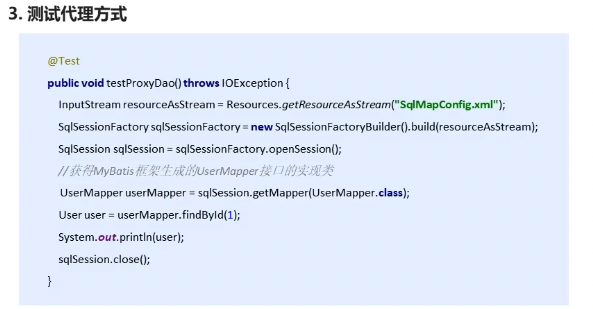 3. 测试代理方式
@Test
public void testProxyDao() throws IOException {
InputStream resourceAsStream = Resources.getResourceAsStream("SqlMapConfig.xml");
SqlSessionFactory sqlSessionFactory = new SqlSessionFactoryBuilder().build(resourceAsStream);
SqlSession sqlSession = sqlSessionFactory.openSession();
//获得MyBatis框架生成的UserMapper接口的实现类
UserMapper userMapper = sqlSession.getMapper(UserMapper.class);
User user = userMapper.findById(1);
System.out.println(user);
sqlSession.close();
}